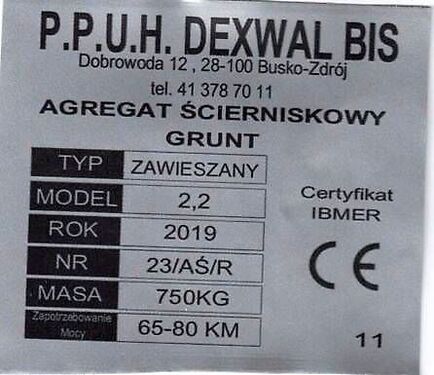 P.P.U.H. DEXWAL BIS
Dobrowoda 12 , 28-100 Busko-Zdrój
tel. 41 378 70 11
AGREGAT ŚCIERNISKOWY
GRUNT
TYP ZAWIESZANY
MODEL 2,2
ROK 2019
NR 23/AŚ/R
MASA 750KG
Zapotrzebowanie Mocy 65-80 KM
Certyfikat
IBMER
CE
11